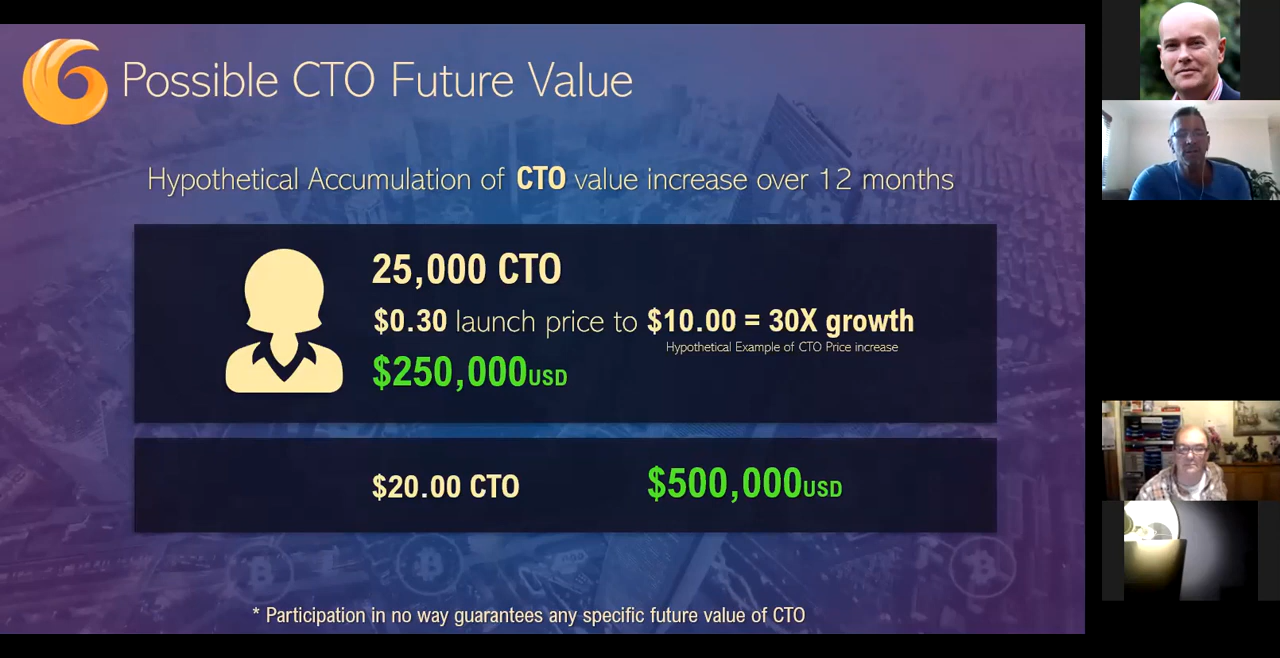 Possible CTO Future Value
Hypothetical Accumulation of CTO value increase over 12 months
25,000 CTO
$0.30 launch price to $10.00 = 30X growth
Hypothetical Example of CTO Price increase
$250,000USD
$20.00 CTO $500,000USD
* Participation in no way guarantees any specific future value of CTO